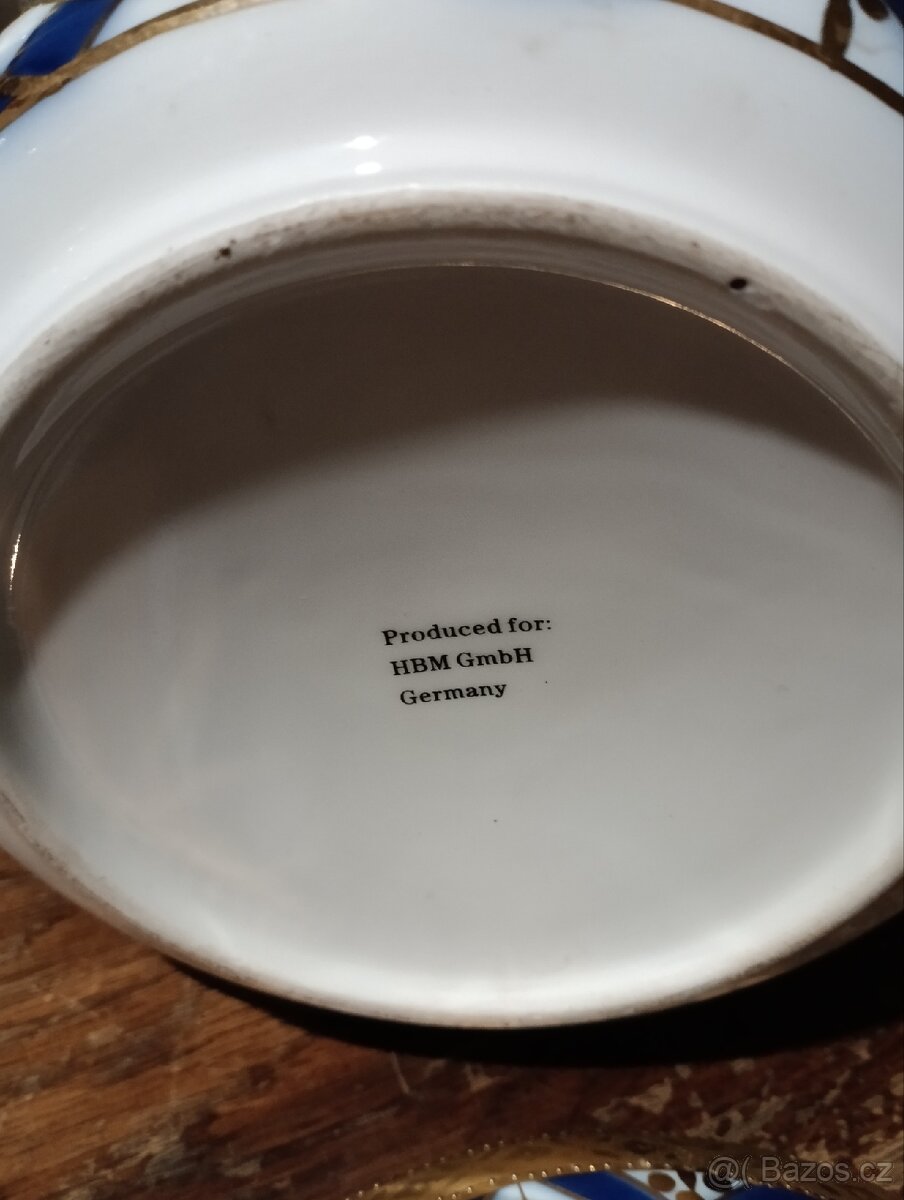 Produced for:
HBM GmbH
Germany
@( Bazos.cz